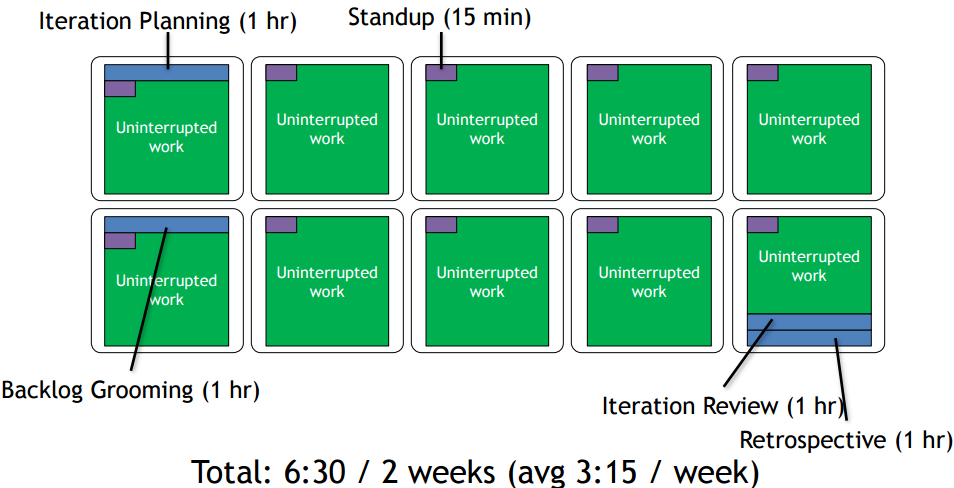 Iteration Planning (1 hr)
Standup (15 min)
Uninterrupted
work
Uninterrupted
work
Uninterrupted
work
Uninterrupted
work
Uninterrupted
work
Uninterrupted
work
Uninterrupted
work
Uninterrupted
work
Uninterrupted
work
Uninterrupted
work
Backlog Grooming (1 hr)
Iteration Review (1 hr)
Retrospective (1 hr)
Total: 6:30 / 2 weeks (avg 3:15 / week)